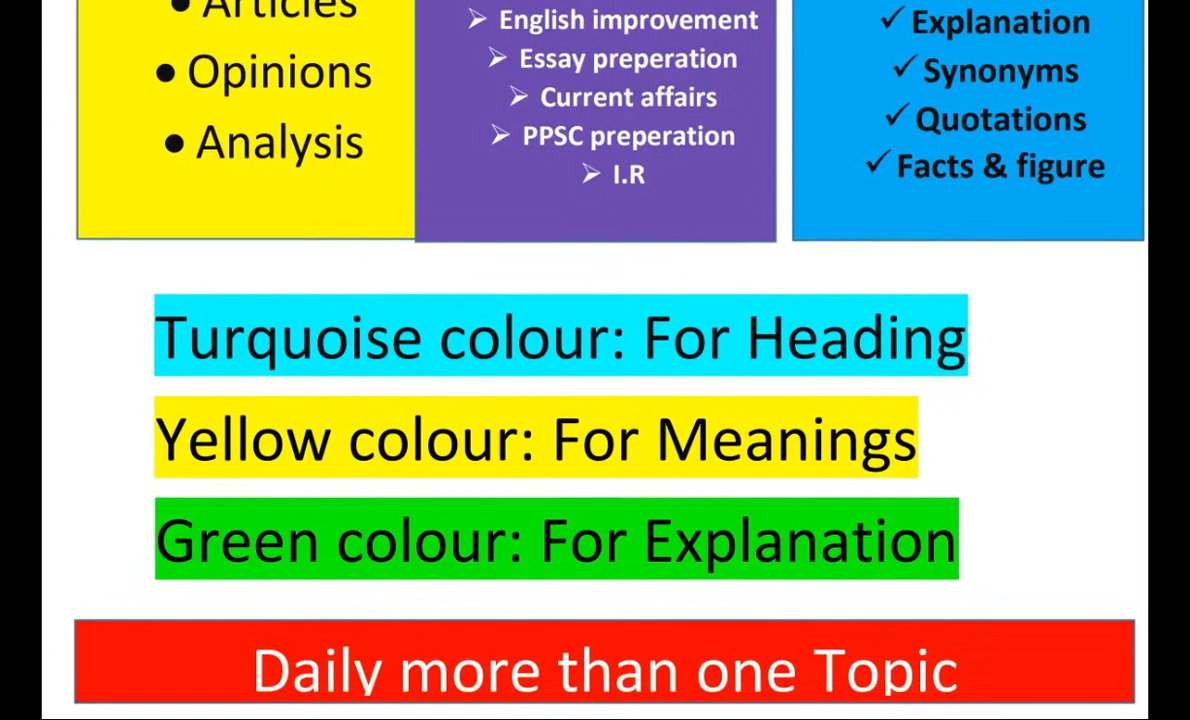 • Articles
• Opinions
• Analysis
➢ English improvement
➢ Essay preperation
➢ Current affairs
➢ PPSC preperation
➢ I.R
✓ Explanation
✓ Synonyms
✓ Quotations
✓ Facts & figure
Turquoise colour: For Heading
Yellow colour: For Meanings
Green colour: For Explanation
Daily more than one Topic